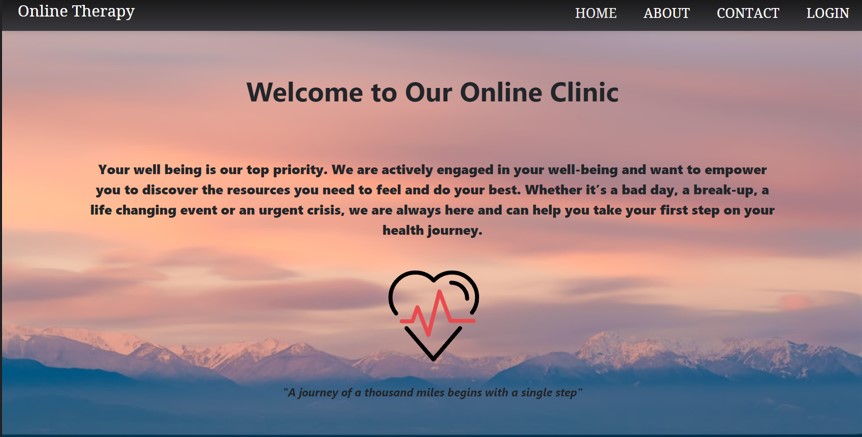 Online Therapy
HOME ABOUT CONTACT LOGIN
Welcome to Our Online Clinic
Your well being is our top priority. We are actively engaged in your well-being and want to empower
you to discover the resources you need to feel and do your best. Whether it's a bad day, a break-up, a
life changing event or an urgent crisis, we are always here and can help you take your first step on your
health journey.
"A journey of a thousand miles begins with a single step"